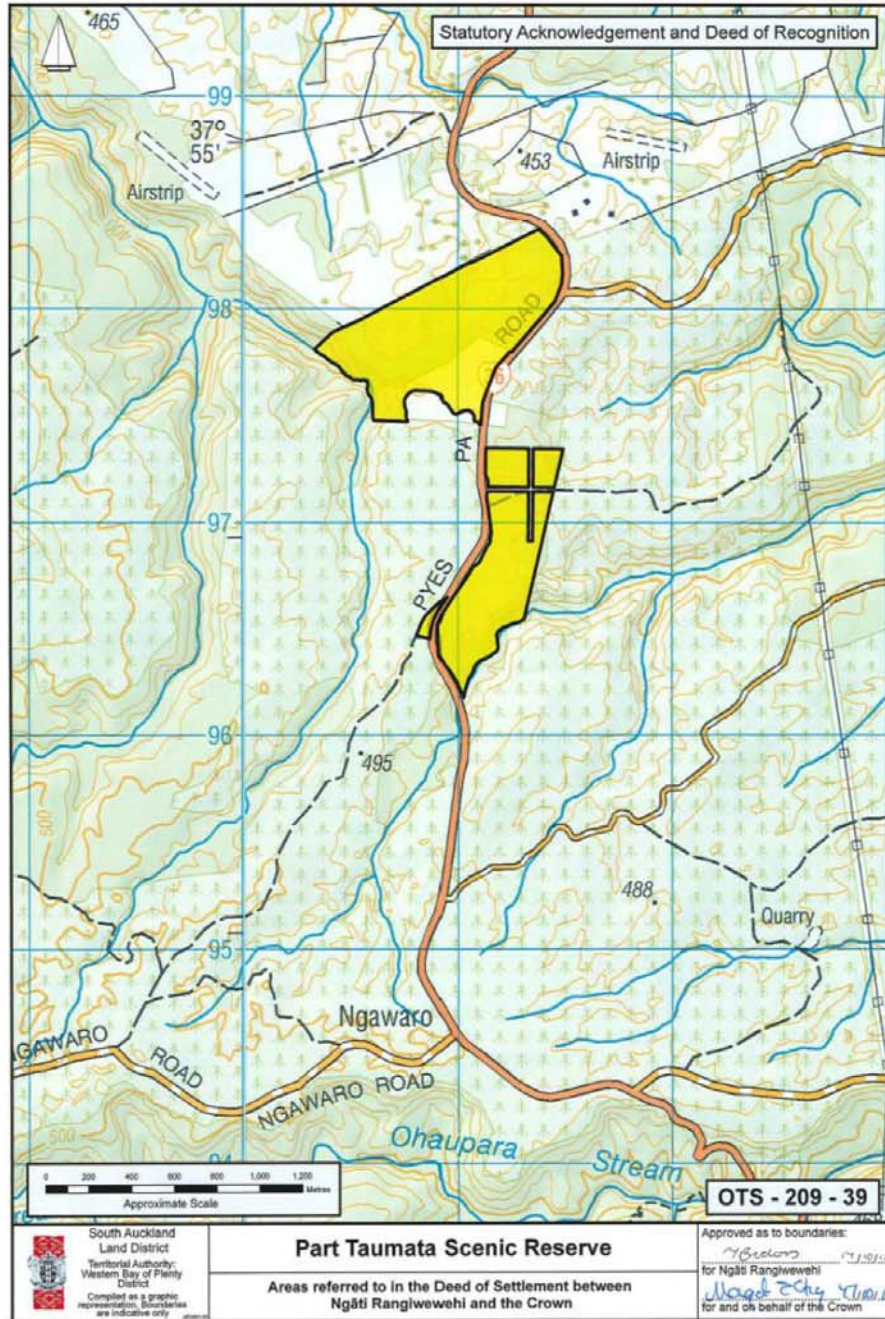 465
Statutory Acknowledgement and Deed of Recognition
99
37°
55'
Airstrip
453
Airstrip
98
ROAD
36
PA
97
PYES
96
495
500
488
Quarry
95
Ngawaro
NGAWARO
ROAD
NGAWARO ROAD
Ohaupara
Stream
0 200 400 600 800 1,000 1,200
Metres
Approximate Scale
OTS - 209 - 39
South Auckland
Land District
Territorial Authority:
Western Bay of Plenty
District
Compiled as a graphic
representation. Boundaries
are indicative only
Part Taumata Scenic Reserve
Areas referred to in the Deed of Settlement between
Ngāti Rangiwewehi and the Crown
Approved as to boundaries:
for Ngāti Rangiwewehi
for and on behalf of the Crown